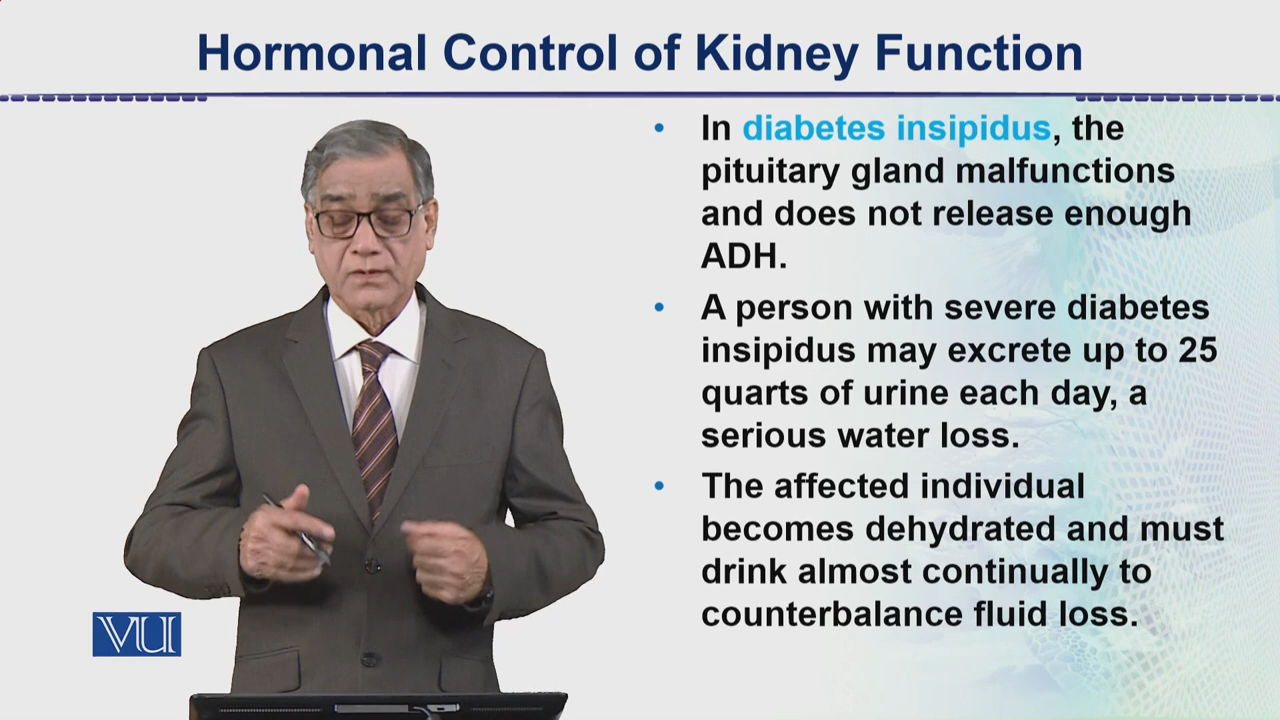 Hormonal Control of Kidney Function
• In diabetes insipidus, the
pituitary gland malfunctions
and does not release enough
ADH.
• A person with severe diabetes
insipidus may excrete up to 25
quarts of urine each day, a
serious water loss.
• The affected individual
becomes dehydrated and must
drink almost continually to
counterbalance fluid loss.
VU